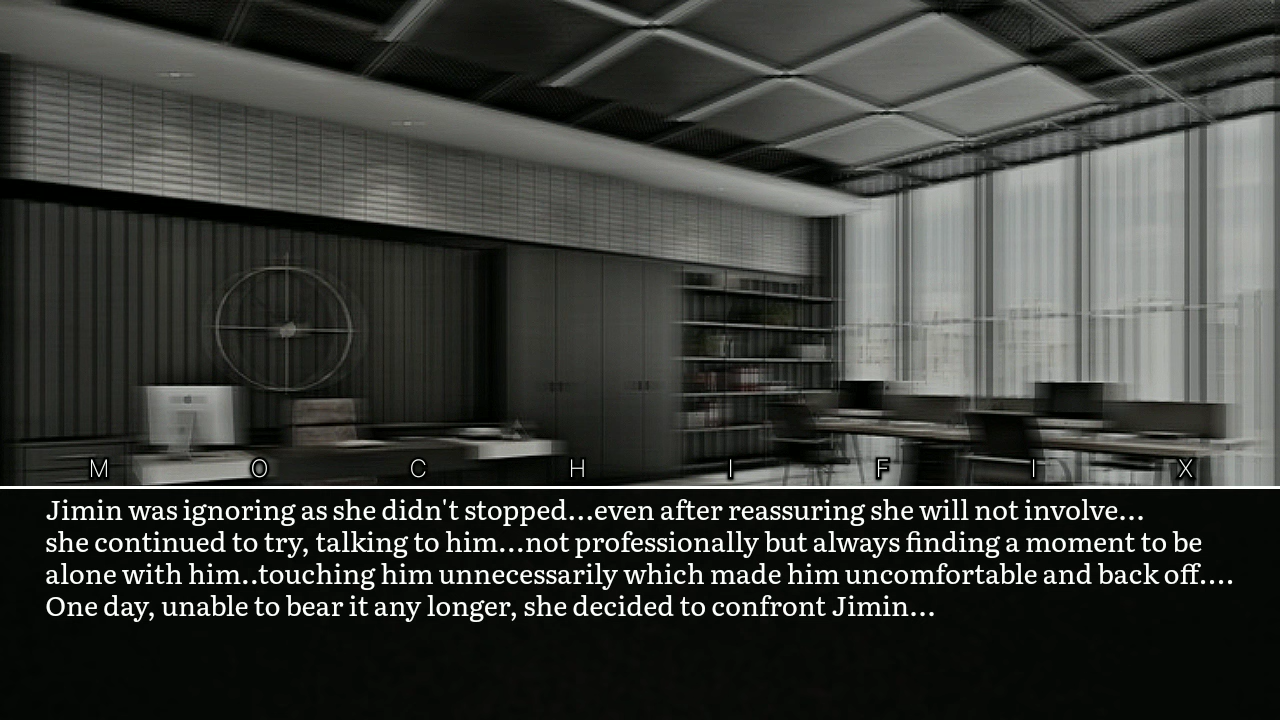 M O C H I F I X
Jimin was ignoring as she didn't stopped...even after reassuring she will not involve...
she continued to try, talking to him...not professionally but always finding a moment to be
alone with him..touching him unnecessarily which made him uncomfortable and back off....
One day, unable to bear it any longer, she decided to confront Jimin...